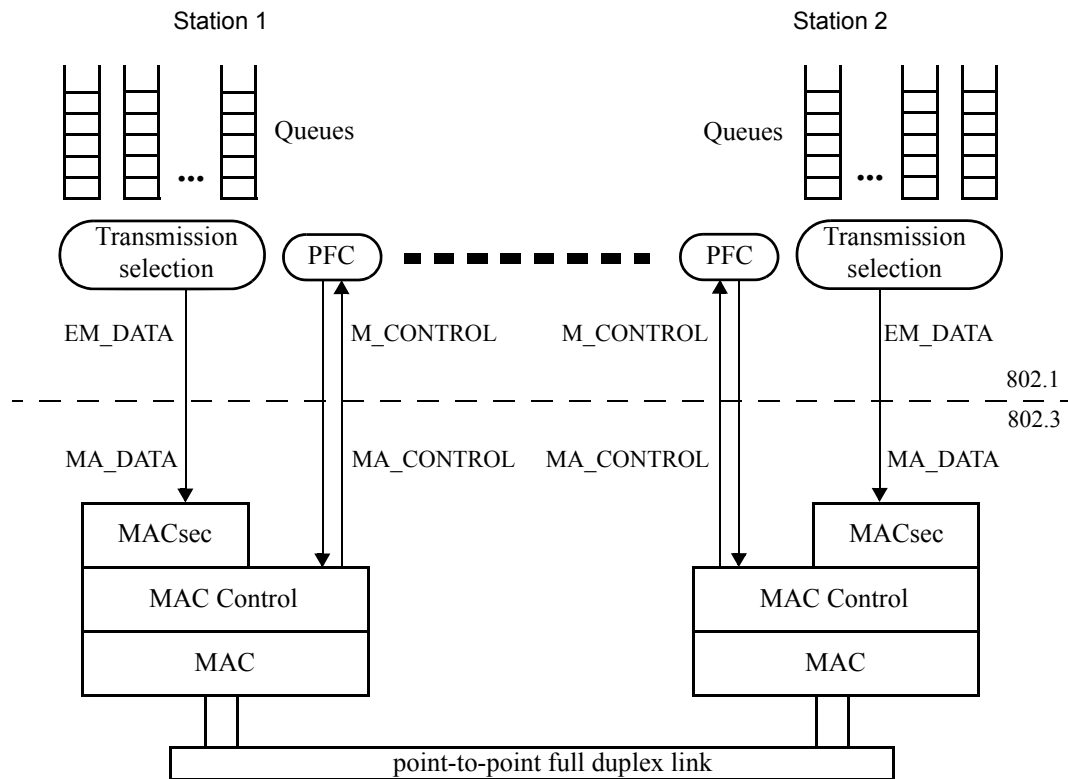 Station 1
Station 2
Queues
Queues
...
...
Transmission
selection
PFC
PFC
Transmission
selection
EM_DATA
M_CONTROL
M_CONTROL
EM_DATA
802.1
802.3
MA_DATA
MA_CONTROL
MA_CONTROL
MA_DATA
MACsec
MACsec
MAC Control
MAC Control
MAC
MAC
point-to-point full duplex link